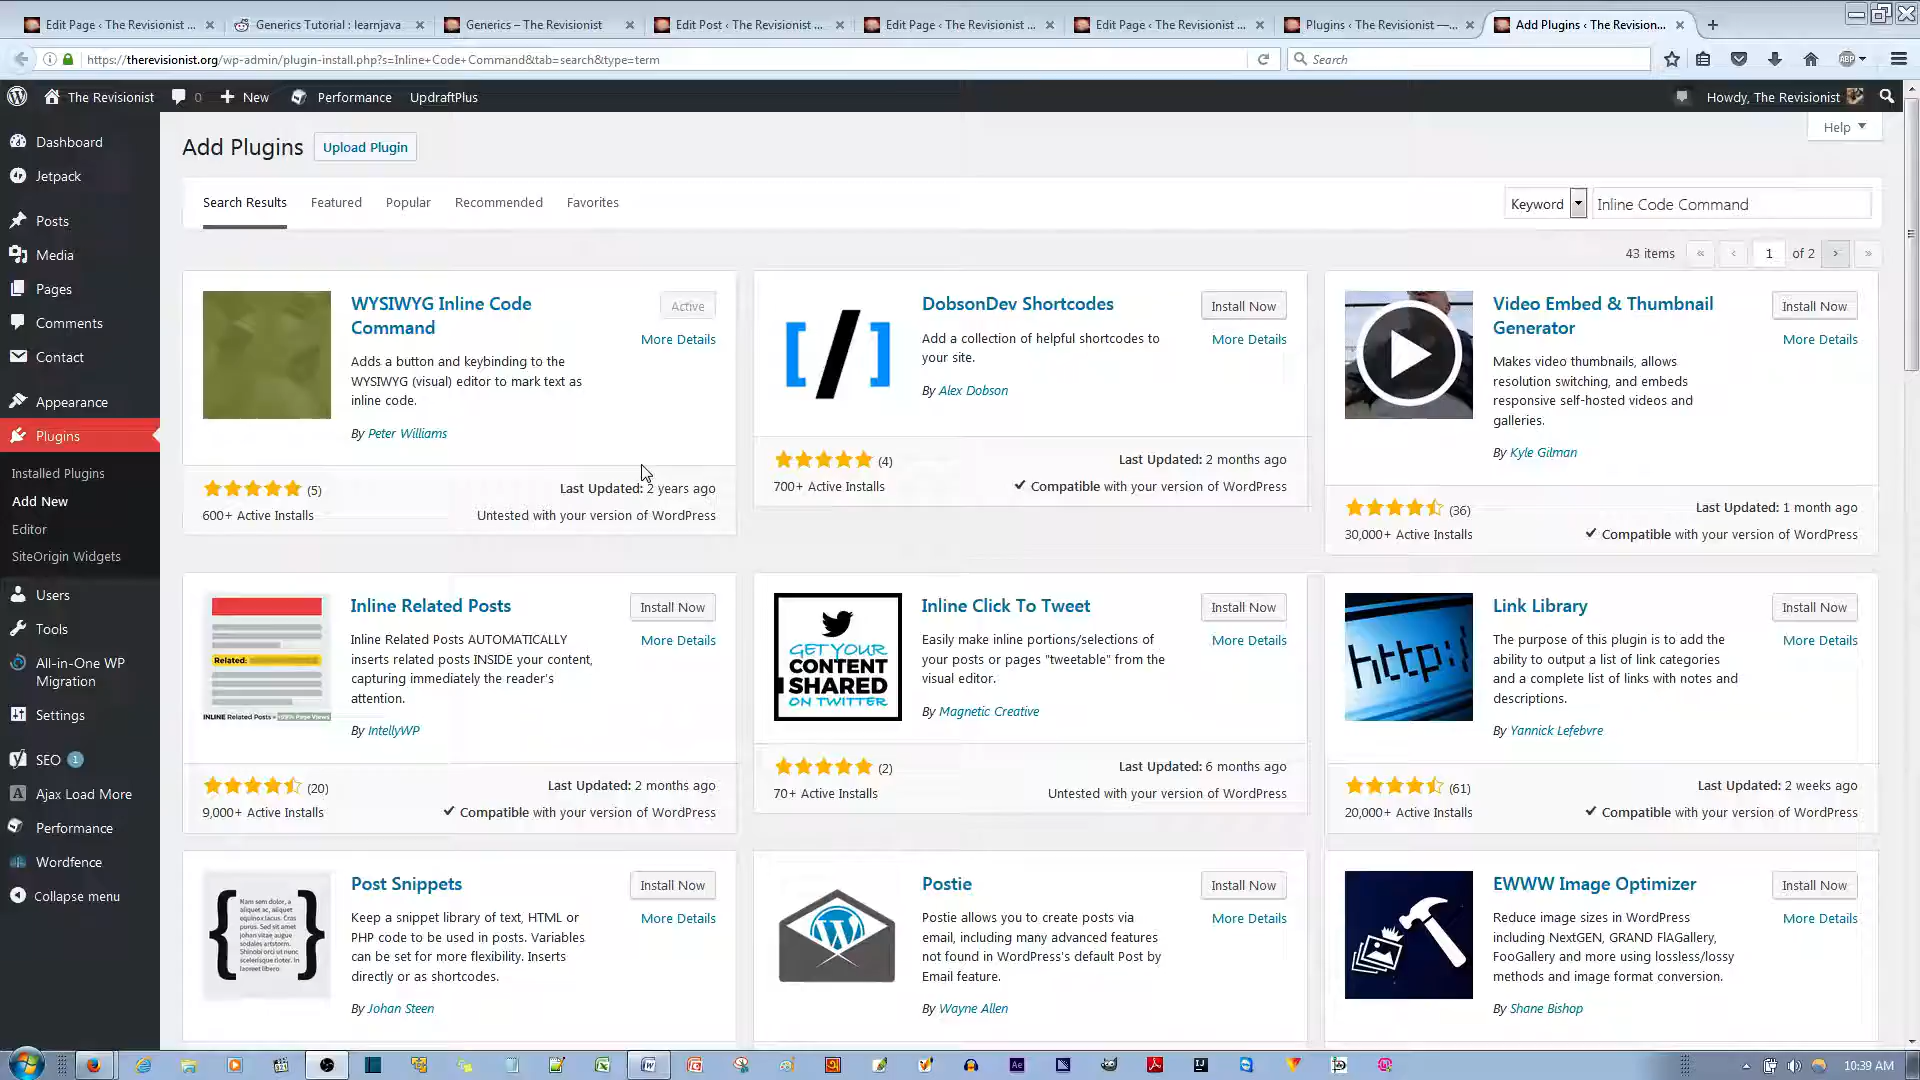 Edit Page ‹ The Revisionist ...
Generics Tutorial : learnjava
Generics – The Revisionist
Edit Post ‹ The Revisionist ...
Edit Page ‹ The Revisionist ...
Edit Page ‹ The Revisionist ...
Plugins ‹ The Revisionist —...
Add Plugins ‹ The Revision...
https://therevisionist.org/wp-admin/plugin-install.php?s=Inline+Code+Command&tab=search&type=term
Search
ABP
The Revisionist
0
New
Performance
UpdraftPlus
Howdy, The Revisionist
Dashboard
Jetpack
Posts
Media
Pages
Comments
Contact
Appearance
Plugins
Installed Plugins
Add New
Editor
SiteOrigin Widgets
Users
Tools
All-in-One WP
Migration
Settings
SEO 1
Ajax Load More
Performance
Wordfence
Collapse menu
Help
Add Plugins
Upload Plugin
Search Results
Featured
Popular
Recommended
Favorites
Keyword
Inline Code Command
43 items « ‹ 1 of 2 › »
WYSIWYG Inline Code
Command
Active
More Details
Adds a button and keybinding to the
WYSIWYG (visual) editor to mark text as
inline code.
By Peter Williams
(5)
Last Updated: 2 years ago
600+ Active Installs
Untested with your version of WordPress
[/]
DobsonDev Shortcodes
Install Now
More Details
Add a collection of helpful shortcodes to
your site.
By Alex Dobson
(4)
Last Updated: 2 months ago
700+ Active Installs
Compatible with your version of WordPress
Video Embed & Thumbnail
Generator
Install Now
More Details
Makes video thumbnails, allows
resolution switching, and embeds
responsive self-hosted videos and
galleries.
By Kyle Gilman
(36)
Last Updated: 1 month ago
30,000+ Active Installs
Compatible with your version of WordPress
Related:
INLINE Related Posts
Inline Related Posts
Install Now
More Details
Inline Related Posts AUTOMATICALLY
inserts related posts INSIDE your content,
capturing immediately the reader's
attention.
By IntellyWP
(20)
Last Updated: 2 months ago
9,000+ Active Installs
Compatible with your version of WordPress
GET YOUR
CONTENT
SHARED
ON TWITTER
Inline Click To Tweet
Install Now
More Details
Easily make inline portions/selections of
your posts or pages "tweetable" from the
visual editor.
By Magnetic Creative
(2)
Last Updated: 6 months ago
70+ Active Installs
Untested with your version of WordPress
http:/
Link Library
Install Now
More Details
The purpose of this plugin is to add the
ability to output a list of link categories
and a complete list of links with notes and
descriptions.
By Yannick Lefebvre
(61)
Last Updated: 2 weeks ago
20,000+ Active Installs
Compatible with your version of WordPress
Post Snippets
Install Now
More Details
Keep a snippet library of text, HTML or
PHP code to be used in posts. Variables
can be set for more flexibility. Inserts
directly or as shortcodes.
By Johan Steen
Postie
Install Now
More Details
Postie allows you to create posts via
email, including many advanced features
not found in WordPress's default Post by
Email feature.
By Wayne Allen
EWWW Image Optimizer
Install Now
More Details
Reduce image sizes in WordPress
including NextGEN, GRAND FlAGallery,
FooGallery and more using lossless/lossy
methods and image format conversion.
By Shane Bishop
10:39 AM